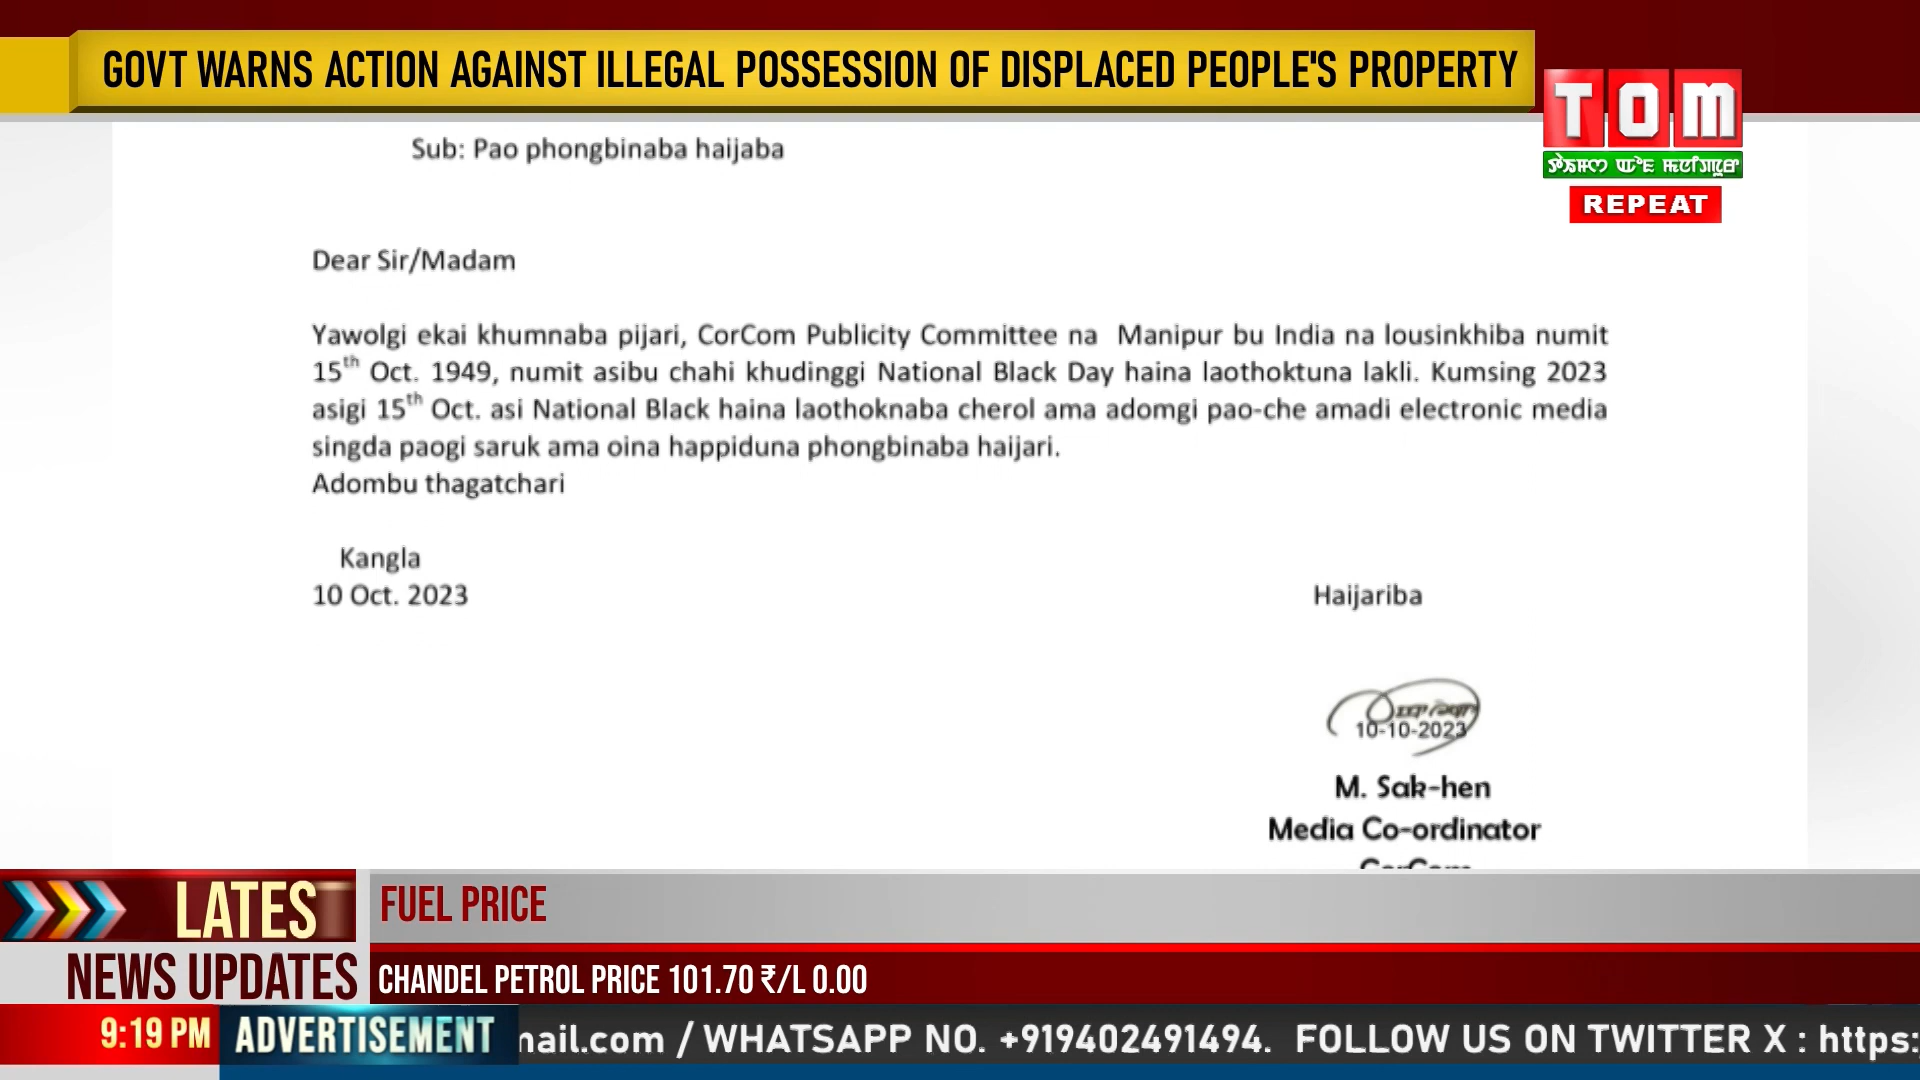 GOVT WARNS ACTION AGAINST ILLEGAL POSSESSION OF DISPLACED PEOPLE'S PROPERTY
TOM
REPEAT
Sub: Pao phongbinaba haijaba
Dear Sir/Madam
Yawolgi ekai khumnaba pijari, CorCom Publicity Committee na Manipur bu India na lousinkhiba numit
15th Oct. 1949, numit asibu chahi khudinggi National Black Day haina laothoktuna lakli. Kumsing 2023
asigi 15th Oct. asi National Black haina laothoknaba cherol ama adomgi pao-che amadi electronic media
singda paogi saruk ama oina happiduna phongbinaba haijari.
Adombu thagatchari
Kangla
10 Oct. 2023
Haijariba
10-10-2023
M. Sak-hen
Media Co-ordinator
CorCom
LATES
NEWS UPDATES
FUEL PRICE
CHANDEL PETROL PRICE 101.70 ₹/L 0.00
9:19 PM
ADVERTISEMENT
mail.com / WHATSAPP NO. +919402491494. FOLLOW US ON TWITTER X : https: